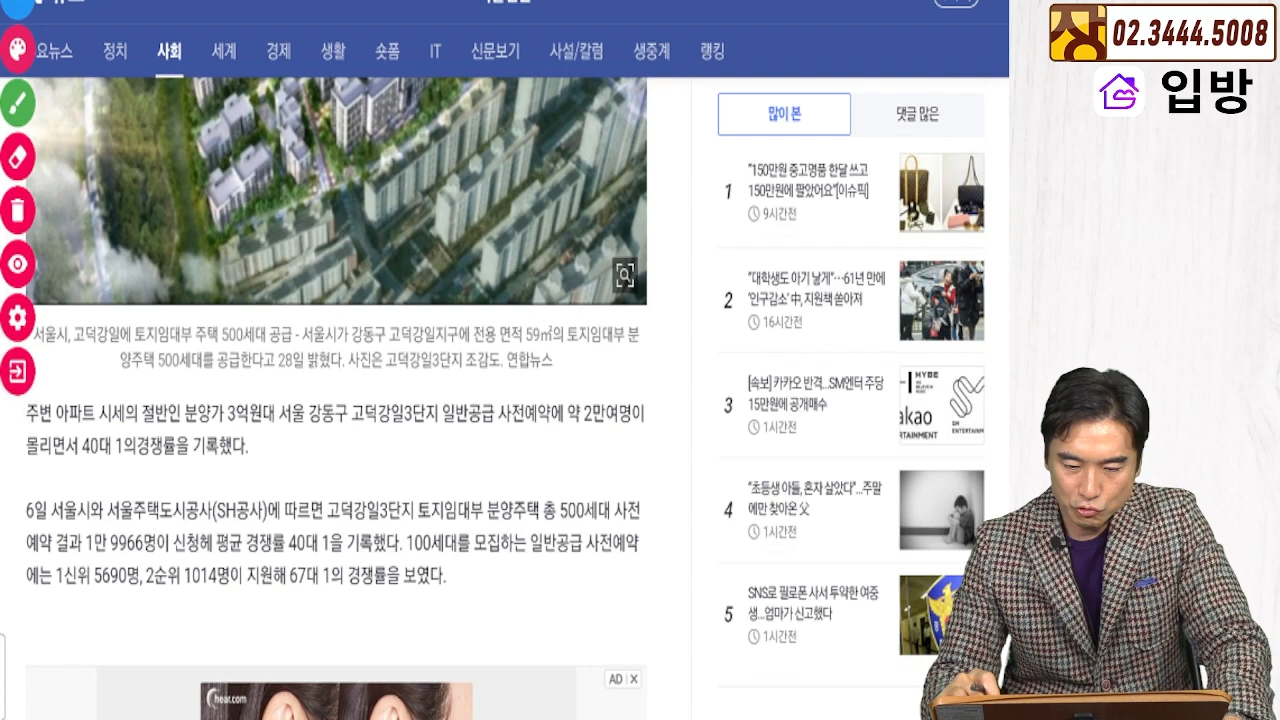 상 02.3444.5008
입방
요뉴스 정치 사회 세계 경제 생활 숏폼 IT 신문보기 사설/칼럼 생중계 랭킹
서울시, 고덕강일에 토지임대부 주택 500세대 공급 - 서울시가 강동구 고덕강일지구에 전용 면적 59㎡의 토지임대부 분
양주택 500세대를 공급한다고 28일 밝혔다. 사진은 고덕강일3단지 조감도. 연합뉴스
주변 아파트 시세의 절반인 분양가 3억원대 서울 강동구 고덕강일3단지 일반공급 사전예약에 약 2만여명이
몰리면서 40대 1의경쟁률을 기록했다.
6일 서울시와 서울주택도시공사(SH공사)에 따르면 고덕강일3단지 토지임대부 분양주택 총 500세대 사전
예약 결과 1만 9966명이 신청혜 평균 경쟁률 40대 1을 기록했다. 100세대를 모집하는 일반공급 사전예약
에는 1신위 5690명, 2순위 1014명이 지원해 67대 1의 경쟁률을 보였다.
AD X
hear.com
많이 본 댓글 많은
1 "150만원 중고명품 한달 쓰고
150만원에 팔았어요"[이슈픽]
9시간전
2 "대학생도 아기 낳게"…61년 만에
'인구감소' 中, 지원책 쏟아져
16시간전
3 [속보] 카카오 반격…SM엔터 주당
15만원에 공개매수
1시간전
HYBE
akao
RTAINMENT
SM
ENTERTAINM
4 "초등생 아들, 혼자 살았다"…주말
에만 찾아온 父
1시간전
5 SNS로 필로폰 사서 투약한 여중
생…엄마가 신고했다
1시간전